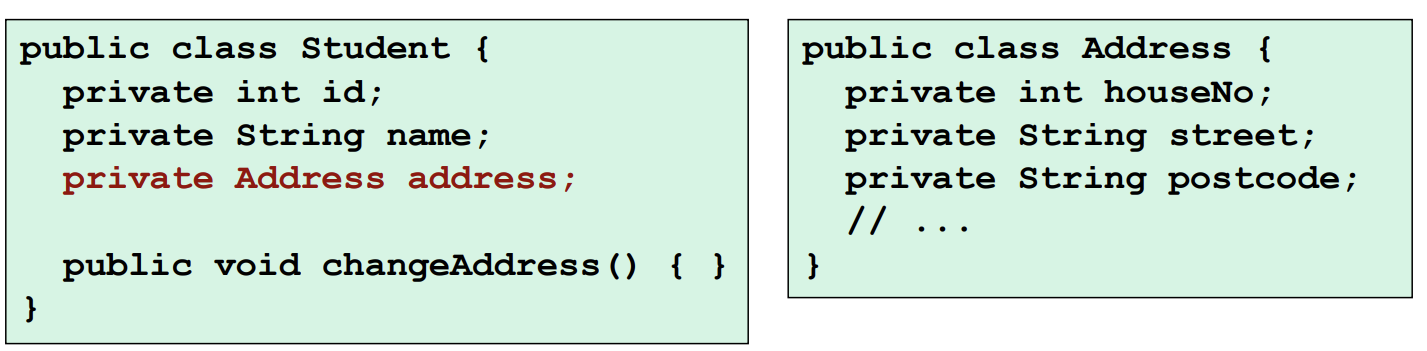 public class Student {
  private int id;
  private String name;
  private Address address;
  public void changeAddress() { }
}
public class Address {
  private int houseNo;
  private String street;
  private String postcode;
  // ...
}